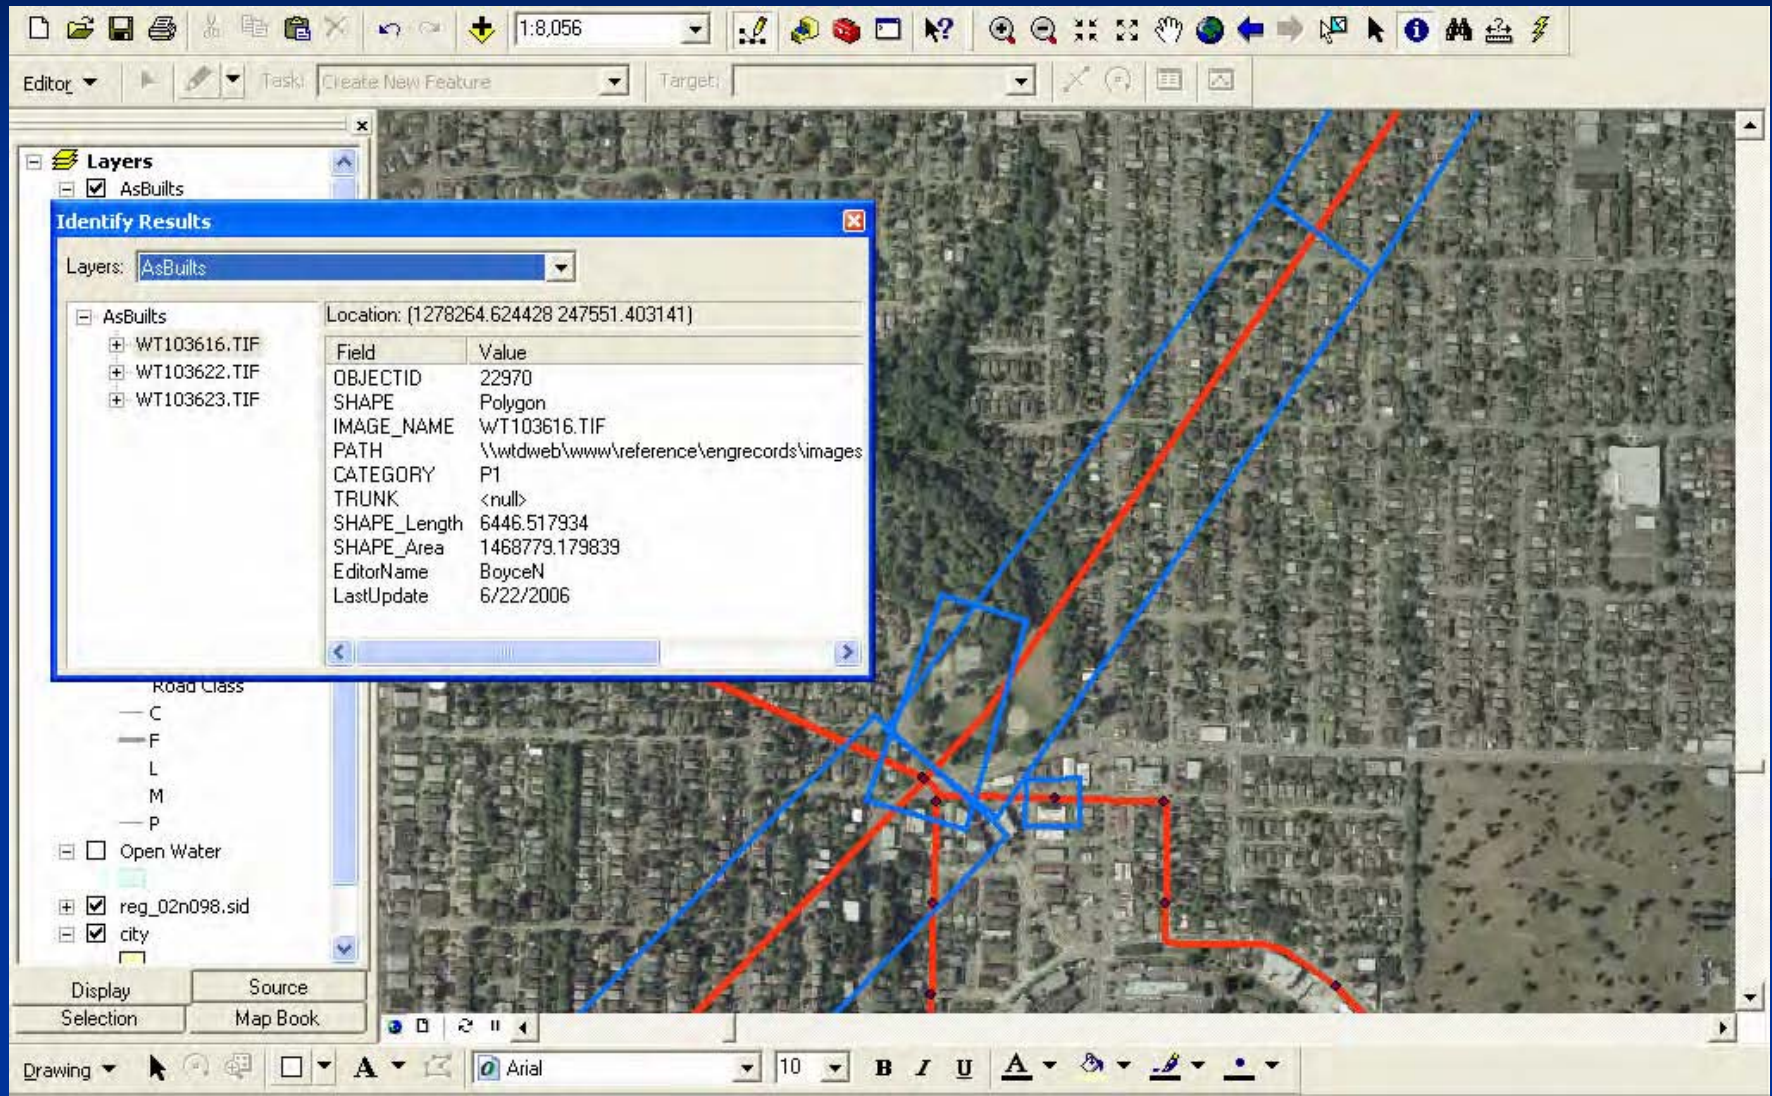 1:8,056
Editor
Task:
Create New Feature
Target:
Layers
AsBuilts
Identify Results
Layers:
AsBuilts
AsBuilts
WT103616.TIF
WT103622.TIF
WT103623.TIF
Location: (1278264.624428 247551.403141)
Field Value
OBJECTID 22970
SHAPE Polygon
IMAGE_NAME WT103616.TIF
PATH \\wtdweb\www\reference\engrecords\images
CATEGORY P1
TRUNK <null>
SHAPE_Length 6446.517934
SHAPE_Area 1468779.179839
EditorName BoyceN
LastUpdate 6/22/2006
Road Class
C
F
L
M
P
Open Water
reg_02n098.sid
city
Display
Source
Selection
Map Book
Drawing
A
Arial
10
B I U A